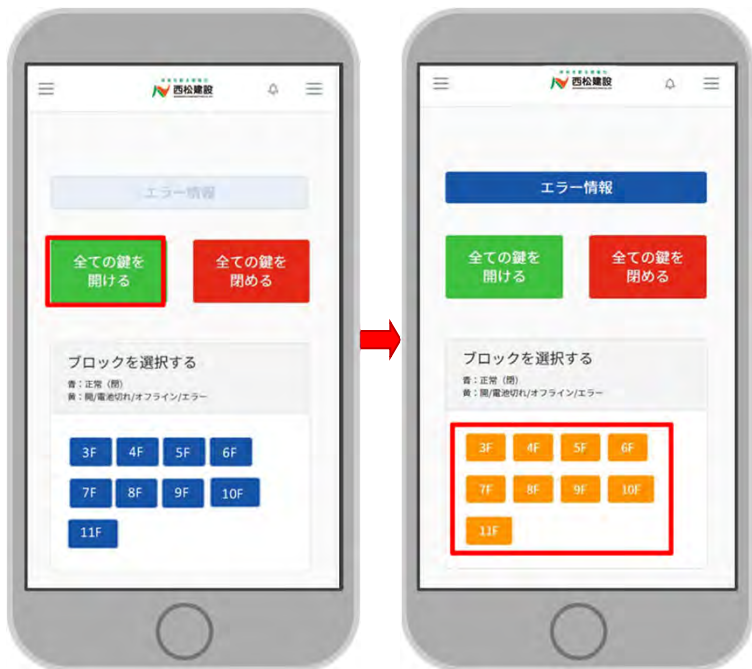 西松建設
エラー情報
全ての鍵を
開ける
全ての鍵を
閉める
ブロックを選択する
青：正常（閉）
黄：開/電池切れ/オフライン/エラー
3F 4F 5F 6F
7F 8F 9F 10F
11F
西松建設
エラー情報
全ての鍵を
開ける
全ての鍵を
閉める
ブロックを選択する
青：正常（閉）
黄：開/電池切れ/オフライン/エラー
3F 4F 5F 6F
7F 8F 9F 10F
11F